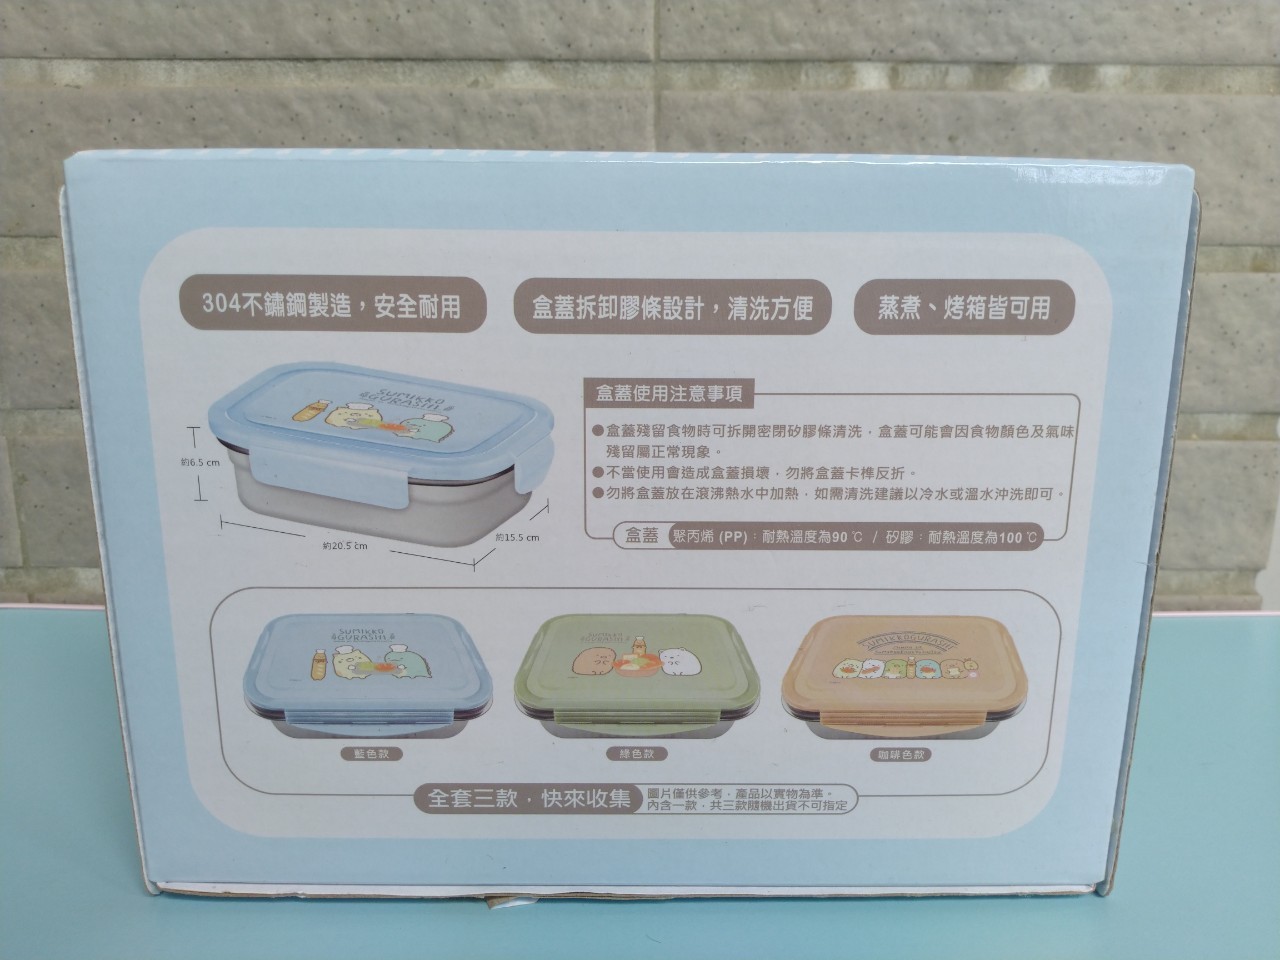 304不鏽鋼製造，安全耐用
盒蓋拆卸膠條設計，清洗方便
蒸煮、烤箱皆可用
SUMIKKO
GURASHI
約6.5 cm
約20.5 cm
約15.5 cm
盒蓋使用注意事項
●盒蓋殘留食物時可拆開密閉矽膠條清洗，盒蓋可能會因食物顏色及氣味
殘留屬正常現象。
●不當使用會造成盒蓋損壞，勿將盒蓋卡榫反折。
●勿將盒蓋放在滾沸熱水中加熱，如需清洗建議以冷水或溫水沖洗即可。
盒蓋 聚丙烯 (PP)：耐熱溫度為90℃ / 矽膠：耐熱溫度為100℃
SUMIKKO
GURASHI
SUMIKKO
GURASHI
SUMIKKOGURASHI
藍色款
綠色款
咖啡色款
全套三款，快來收集
圖片僅供參考，產品以實物為準。
內含一款，共三款隨機出貨不可指定